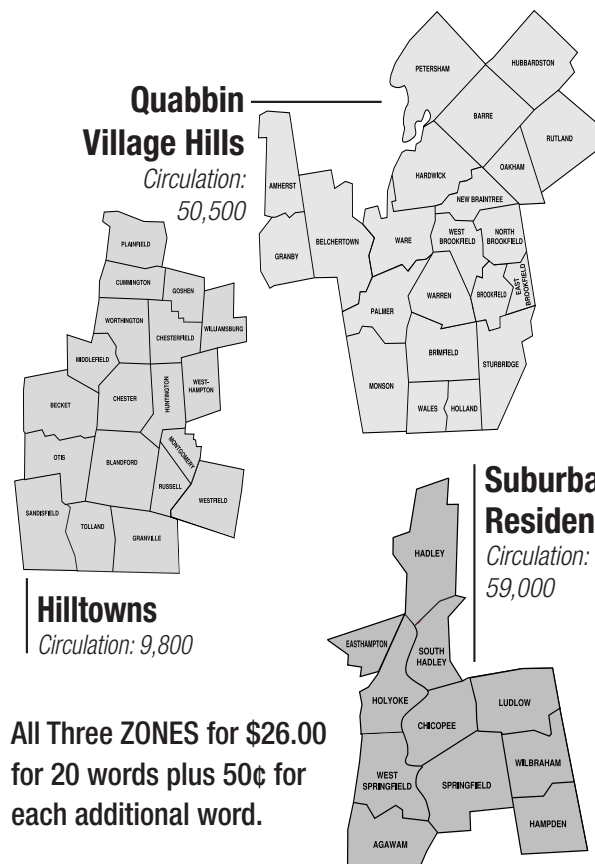 Quabbin
Village Hills
Circulation:
50,500
PETERSHAM
HUBBARDSTON
BARRE
RUTLAND
OAKHAM
HARDWICK
NEW BRAINTREE
AMHERST
BELCHERTOWN
GRANBY
WARE
WEST
BROOKFIELD
NORTH
BROOKFIELD
EAST
BROOKFIELD
BROOKFIELD
WARREN
PALMER
BRIMFIELD
STURBRIDGE
MONSON
WALES
HOLLAND
PLAINFIELD
CUMMINGTON
GOSHEN
WORTHINGTON
CHESTERFIELD
WILLIAMSBURG
MIDDLEFIELD
BECKET
CHESTER
HUNTINGTON
WEST-
HAMPTON
OTIS
BLANDFORD
MONTGOMERY
RUSSELL
WESTFIELD
SANDISFIELD
TOLLAND
GRANVILLE
Hilltowns
Circulation: 9,800
Suburba
Residen
Circulation:
59,000
HADLEY
EASTHAMPTON
SOUTH
HADLEY
HOLYOKE
CHICOPEE
LUDLOW
WEST
SPRINGFIELD
SPRINGFIELD
WILBRAHAM
HAMPDEN
AGAWAM
All Three ZONES for $26.00
for 20 words plus 50¢ for
each additional word.